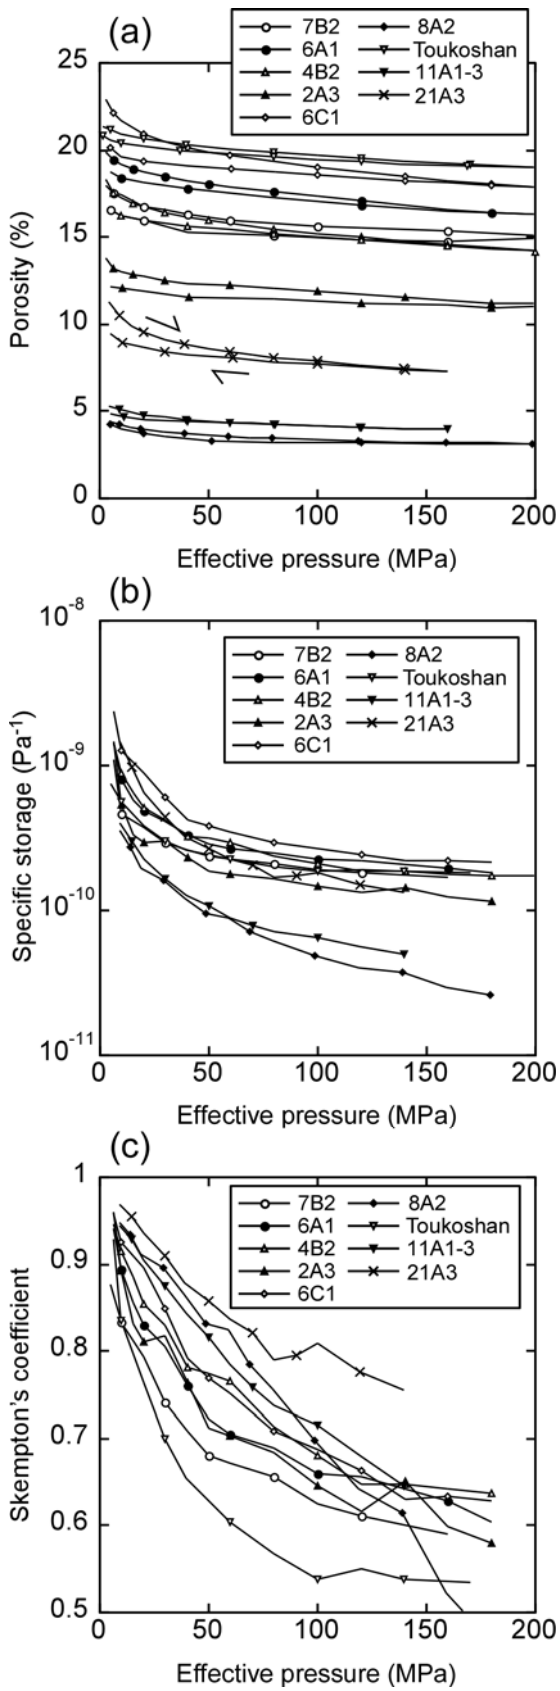 (a)
7B2 8A2
6A1 Toukoshan
4B2 11A1-3
2A3 21A3
6C1
25
20
15
10
5
0
Porosity (%)
0 50 100 150 200
Effective pressure (MPa)
(b)
10⁻⁸
10⁻⁹
10⁻¹⁰
10⁻¹¹
Specific storage (Pa⁻¹)
7B2 8A2
6A1 Toukoshan
4B2 11A1-3
2A3 21A3
6C1
0 50 100 150 200
Effective pressure (MPa)
(c)
1
0.9
0.8
0.7
0.6
0.5
Skempton's coefficient
7B2 8A2
6A1 Toukoshan
4B2 11A1-3
2A3 21A3
6C1
0 50 100 150 200
Effective pressure (MPa)